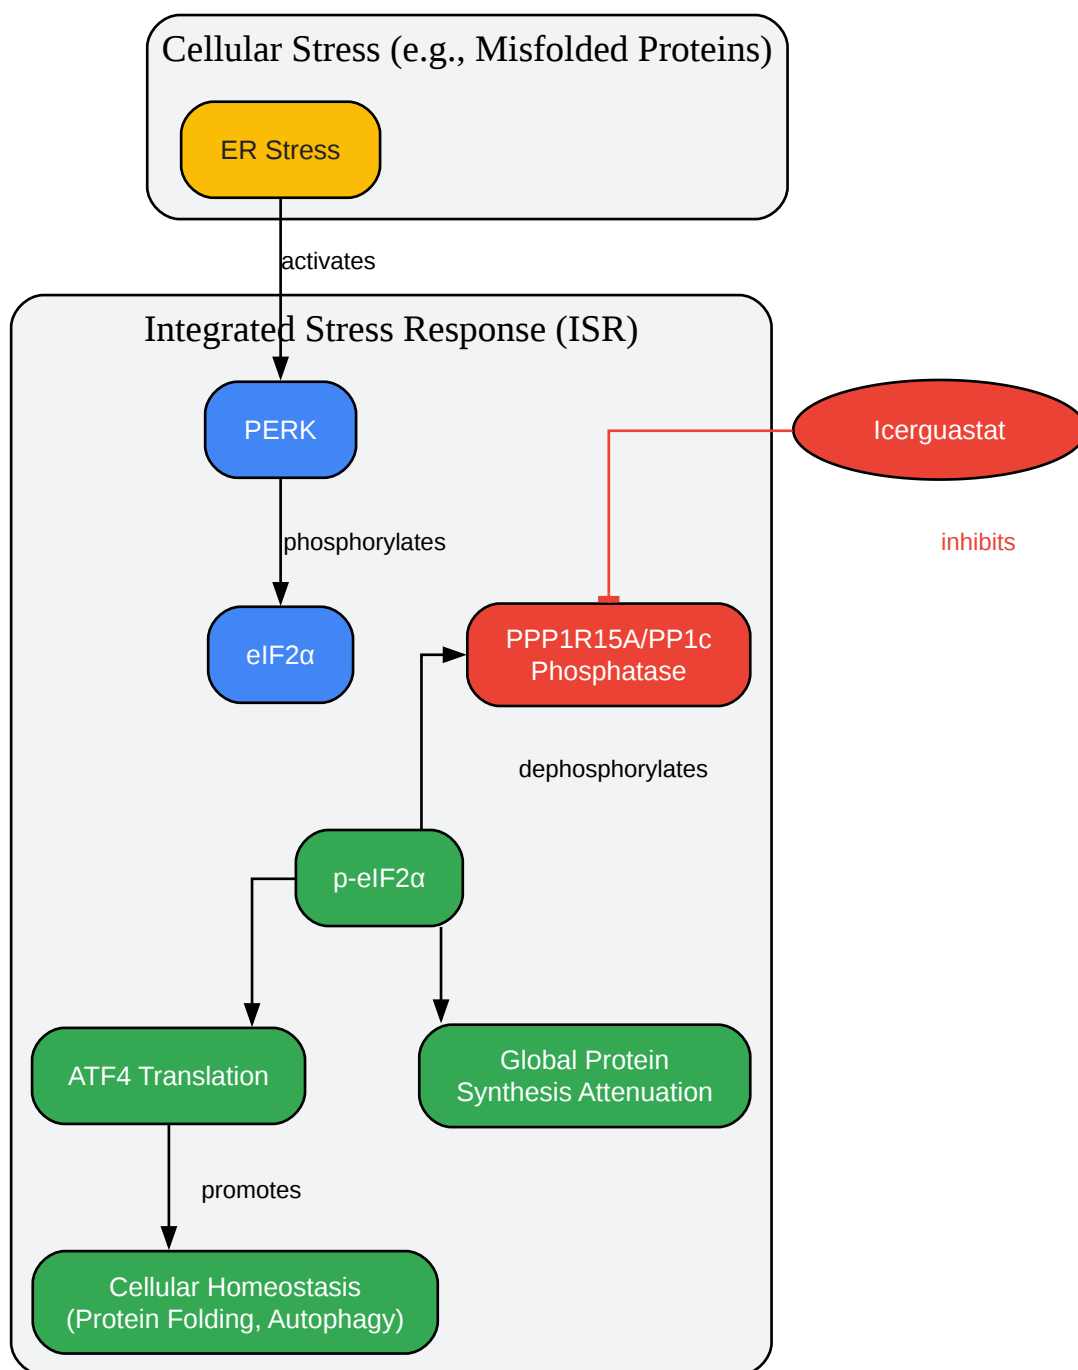 Cellular Stress (e.g., Misfolded Proteins)
ER Stress
activates
Integrated Stress Response (ISR)
PERK
Icerguastat
phosphorylates
inhibits
eIF2α
PPP1R15A/PP1c
Phosphatase
dephosphorylates
p-eIF2α
ATF4 Translation
Global Protein
Synthesis Attenuation
promotes
Cellular Homeostasis
(Protein Folding, Autophagy)